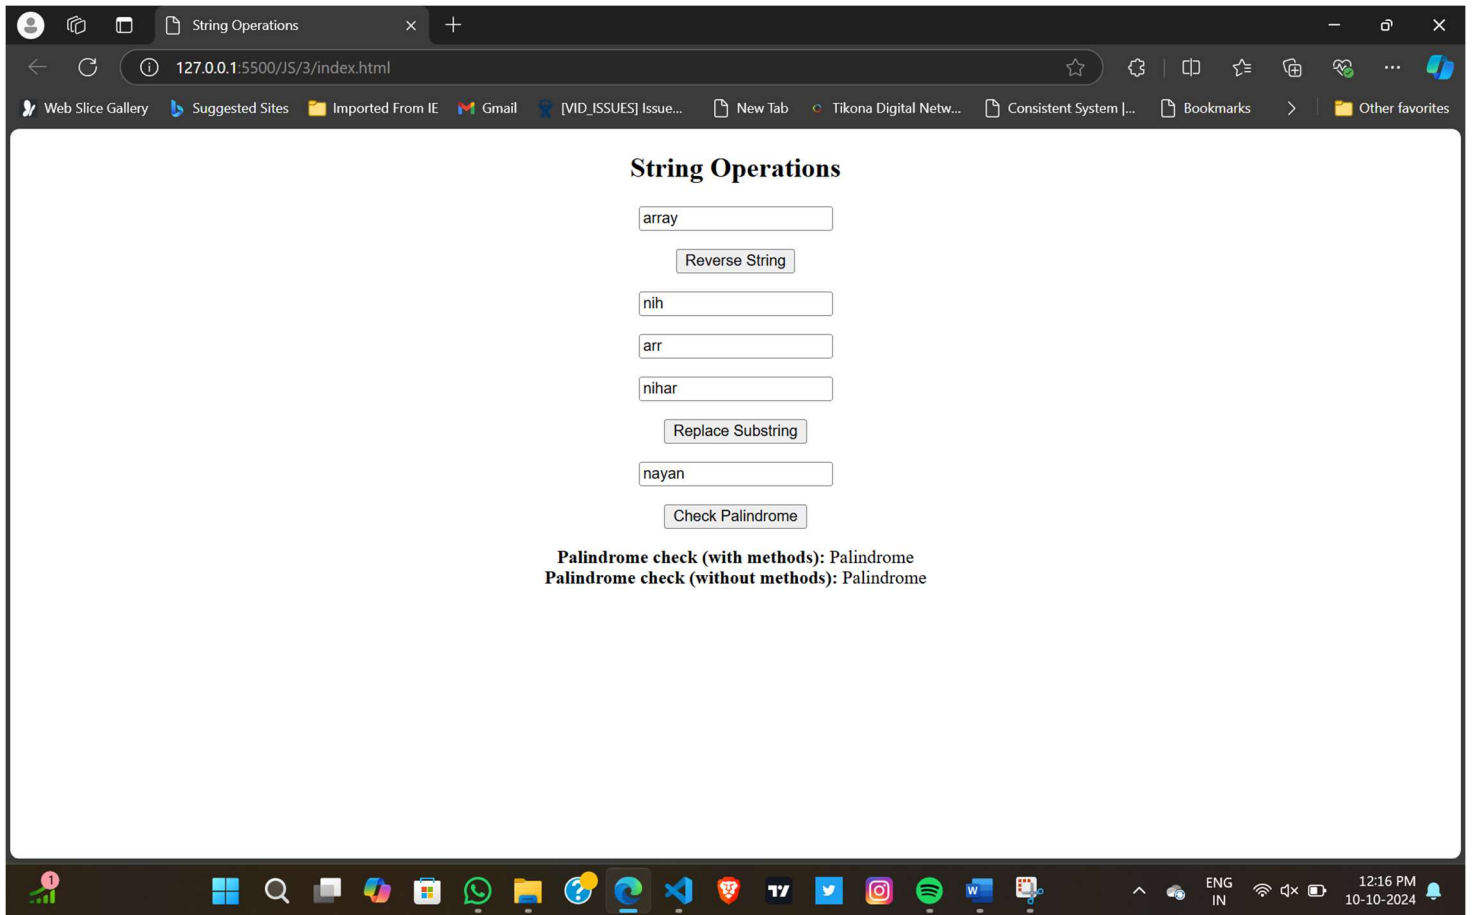 String Operations
127.0.0.1:5500/JS/3/index.html
Web Slice Gallery Suggested Sites Imported From IE Gmail [VID_ISSUES] Issue... New Tab Tikona Digital Netw... Consistent System |... Bookmarks Other favorites
String Operations
array
Reverse String
nih
arr
nihar
Replace Substring
nayan
Check Palindrome
Palindrome check (with methods): Palindrome
Palindrome check (without methods): Palindrome
1
ENG
IN
12:16 PM
10-10-2024